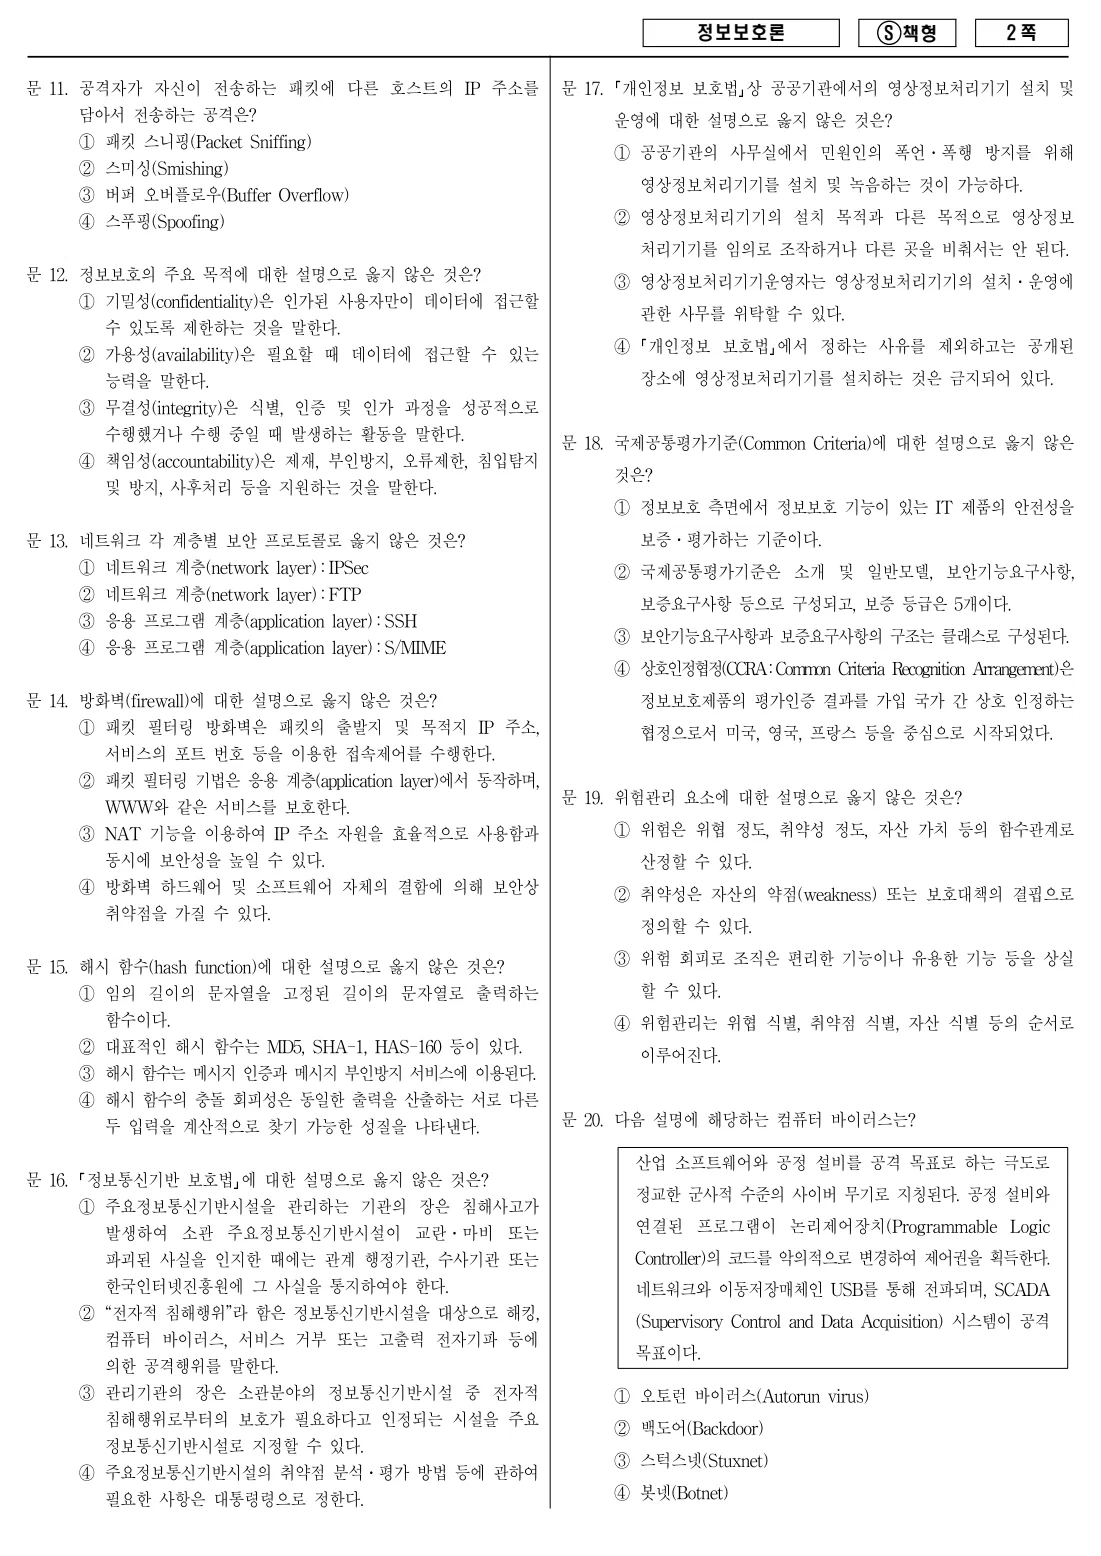 정보보호론
Ⓢ책형
2 쪽
문 11. 공격자가 자신이 전송하는 패킷에 다른 호스트의 IP 주소를
담아서 전송하는 공격은?
① 패킷 스니핑(Packet Sniffing)
② 스미싱(Smishing)
③ 버퍼 오버플로우(Buffer Overflow)
④ 스푸핑(Spoofing)
문 12. 정보보호의 주요 목적에 대한 설명으로 옳지 않은 것은?
① 기밀성(confidentiality)은 인가된 사용자만이 데이터에 접근할
수 있도록 제한하는 것을 말한다.
② 가용성(availability)은 필요할 때 데이터에 접근할 수 있는
능력을 말한다.
③ 무결성(integrity)은 식별, 인증 및 인가 과정을 성공적으로
수행했거나 수행 중일 때 발생하는 활동을 말한다.
④ 책임성(accountability)은 제재, 부인방지, 오류제한, 침입탐지
및 방지, 사후처리 등을 지원하는 것을 말한다.
문 13. 네트워크 각 계층별 보안 프로토콜로 옳지 않은 것은?
① 네트워크 계층(network layer) : IPSec
② 네트워크 계층(network layer) : FTP
③ 응용 프로그램 계층(application layer) : SSH
④ 응용 프로그램 계층(application layer) : S/MIME
문 14. 방화벽(firewall)에 대한 설명으로 옳지 않은 것은?
① 패킷 필터링 방화벽은 패킷의 출발지 및 목적지 IP 주소,
서비스의 포트 번호 등을 이용한 접속제어를 수행한다.
② 패킷 필터링 기법은 응용 계층(application layer)에서 동작하며,
WWW와 같은 서비스를 보호한다.
③ NAT 기능을 이용하여 IP 주소 자원을 효율적으로 사용함과
동시에 보안성을 높일 수 있다.
④ 방화벽 하드웨어 및 소프트웨어 자체의 결함에 의해 보안상
취약점을 가질 수 있다.
문 15. 해시 함수(hash function)에 대한 설명으로 옳지 않은 것은?
① 임의 길이의 문자열을 고정된 길이의 문자열로 출력하는
함수이다.
② 대표적인 해시 함수는 MD5, SHA-1, HAS-160 등이 있다.
③ 해시 함수는 메시지 인증과 메시지 부인방지 서비스에 이용된다.
④ 해시 함수의 충돌 회피성은 동일한 출력을 산출하는 서로 다른
두 입력을 계산적으로 찾기 가능한 성질을 나타낸다.
문 16. 「정보통신기반 보호법」에 대한 설명으로 옳지 않은 것은?
① 주요정보통신기반시설을 관리하는 기관의 장은 침해사고가
발생하여 소관 주요정보통신기반시설이 교란・마비 또는
파괴된 사실을 인지한 때에는 관계 행정기관, 수사기관 또는
한국인터넷진흥원에 그 사실을 통지하여야 한다.
② “전자적 침해행위”라 함은 정보통신기반시설을 대상으로 해킹,
컴퓨터 바이러스, 서비스 거부 또는 고출력 전자기파 등에
의한 공격행위를 말한다.
③ 관리기관의 장은 소관분야의 정보통신기반시설 중 전자적
침해행위로부터의 보호가 필요하다고 인정되는 시설을 주요
정보통신기반시설로 지정할 수 있다.
④ 주요정보통신기반시설의 취약점 분석・평가 방법 등에 관하여
필요한 사항은 대통령령으로 정한다.
문 17. 「개인정보 보호법」상 공공기관에서의 영상정보처리기기 설치 및
운영에 대한 설명으로 옳지 않은 것은?
① 공공기관의 사무실에서 민원인의 폭언・폭행 방지를 위해
영상정보처리기기를 설치 및 녹음하는 것이 가능하다.
② 영상정보처리기기의 설치 목적과 다른 목적으로 영상정보
처리기기를 임의로 조작하거나 다른 곳을 비춰서는 안 된다.
③ 영상정보처리기기운영자는 영상정보처리기기의 설치・운영에
관한 사무를 위탁할 수 있다.
④ 「개인정보 보호법」에서 정하는 사유를 제외하고는 공개된
장소에 영상정보처리기기를 설치하는 것은 금지되어 있다.
문 18. 국제공통평가기준(Common Criteria)에 대한 설명으로 옳지 않은
것은?
① 정보보호 측면에서 정보보호 기능이 있는 IT 제품의 안전성을
보증・평가하는 기준이다.
② 국제공통평가기준은 소개 및 일반모델, 보안기능요구사항,
보증요구사항 등으로 구성되고, 보증 등급은 5개이다.
③ 보안기능요구사항과 보증요구사항의 구조는 클래스로 구성된다.
④ 상호인정협정(CCRA : Common Criteria Recognition Arrangement)은
정보보호제품의 평가인증 결과를 가입 국가 간 상호 인정하는
협정으로서 미국, 영국, 프랑스 등을 중심으로 시작되었다.
문 19. 위험관리 요소에 대한 설명으로 옳지 않은 것은?
① 위험은 위협 정도, 취약성 정도, 자산 가치 등의 함수관계로
산정할 수 있다.
② 취약성은 자산의 약점(weakness) 또는 보호대책의 결핍으로
정의할 수 있다.
③ 위험 회피로 조직은 편리한 기능이나 유용한 기능 등을 상실
할 수 있다.
④ 위험관리는 위협 식별, 취약점 식별, 자산 식별 등의 순서로
이루어진다.
문 20. 다음 설명에 해당하는 컴퓨터 바이러스는?
산업 소프트웨어와 공정 설비를 공격 목표로 하는 극도로
정교한 군사적 수준의 사이버 무기로 지칭된다. 공정 설비와
연결된 프로그램이 논리제어장치(Programmable Logic
Controller)의 코드를 악의적으로 변경하여 제어권을 획득한다.
네트워크와 이동저장매체인 USB를 통해 전파되며, SCADA
(Supervisory Control and Data Acquisition) 시스템이 공격
목표이다.
① 오토런 바이러스(Autorun virus)
② 백도어(Backdoor)
③ 스턱스넷(Stuxnet)
④ 봇넷(Botnet)